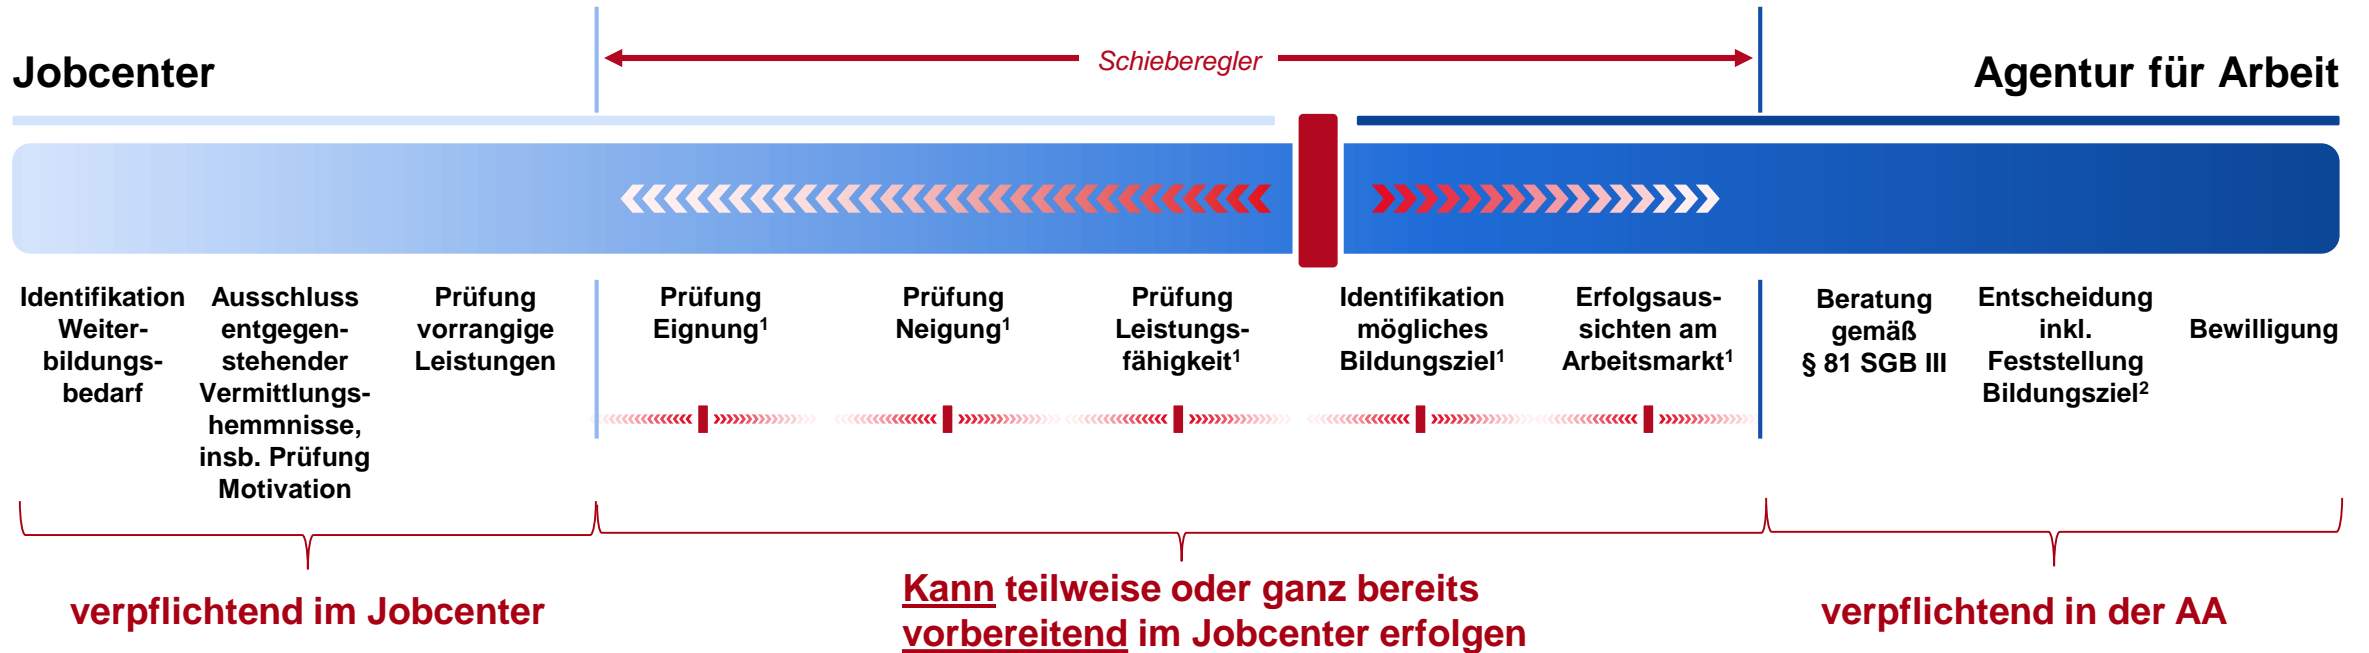 Jobcenter
Schieberegler
Agentur für Arbeit
Identifikation
Weiter-
bildungs-
bedarf
Ausschluss
entgegen-
stehender
Vermittlungs-
hemmnisse,
insb. Prüfung
Motivation
Prüfung
vorrangige
Leistungen
Prüfung
Eignung¹
Prüfung
Neigung¹
Prüfung
Leistungs-
fähigkeit¹
Identifikation
mögliches
Bildungsziel¹
Erfolgsaus-
sichten am
Arbeitsmarkt¹
Beratung
gemäß
§ 81 SGB III
Entscheidung
inkl.
Feststellung
Bildungsziel²
Bewilligung
verpflichtend im Jobcenter
Kann teilweise oder ganz bereits
vorbereitend im Jobcenter erfolgen
verpflichtend in der AA